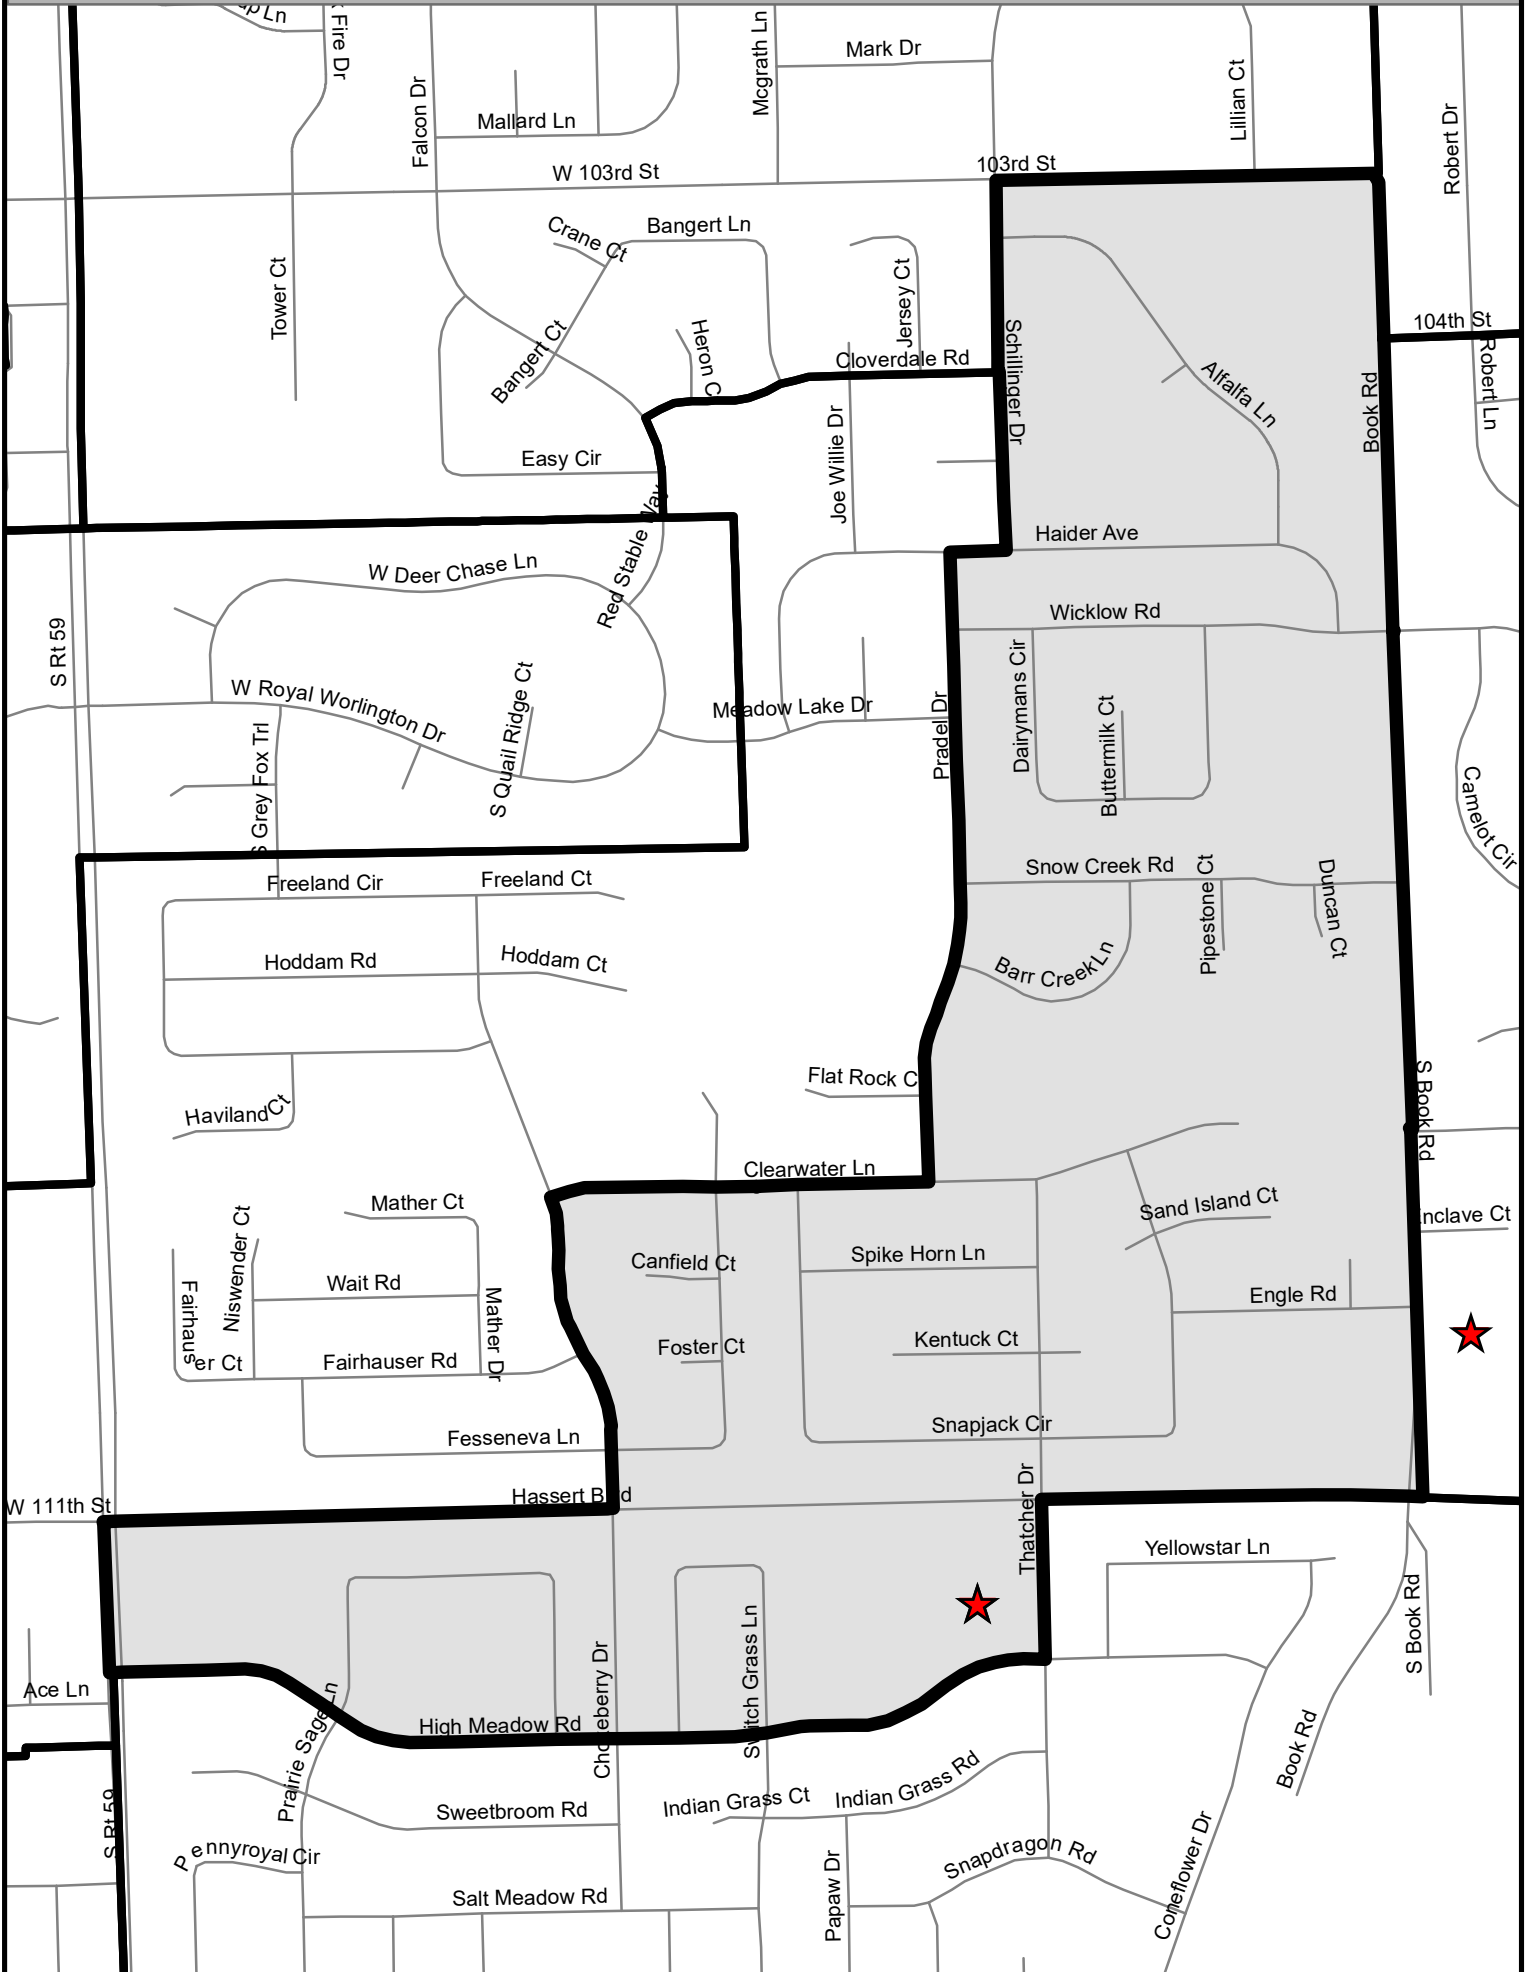 up Ln
Fire Dr
Falcon Dr
Mallard Ln
Mcgrath Ln
Mark Dr
Lillian Ct
Robert Dr
W 103rd St
103rd St
Crane Ct
Bangert Ln
Tower Ct
Bangert Ct
Heron C
Jersey Ct
Cloverdale Rd
Schillinger Dr
Alfalfa Ln
Book Rd
104th St
Robert Ln
Easy Cir
Joe Willie Dr
Red Stable Way
Haider Ave
W Deer Chase Ln
Wicklow Rd
S Rt 59
W Royal Worlington Dr
S Quail Ridge Ct
Meadow Lake Dr
Pradel Dr
Dairymans Cir
Buttermilk Ct
S Grey Fox Trl
Camelot Cir
Freeland Cir
Freeland Ct
Snow Creek Rd
Pipestone Ct
Duncan Ct
Hoddam Rd
Hoddam Ct
Barr Creek Ln
Haviland Ct
Flat Rock C
S Book Rd
Clearwater Ln
Mather Ct
Niswender Ct
Sand Island Ct
Enclave Ct
Canfield Ct
Spike Horn Ln
Wait Rd
Fairhauser Ct
Mather Dr
Engle Rd
Foster Ct
Kentuck Ct
Fairhauser Rd
Fesseneva Ln
Snapjack Cir
Hassert Blvd
W 111th St
Thatcher Dr
Yellowstar Ln
S Book Rd
Ace Ln
Prairie Sage Ln
High Meadow Rd
Chokeberry Dr
Switch Grass Ln
Book Rd
S Rt 59
Sweetbroom Rd
Indian Grass Ct
Indian Grass Rd
Pennyroyal Cir
Salt Meadow Rd
Papaw Dr
Snapdragon Rd
Coneflower Dr